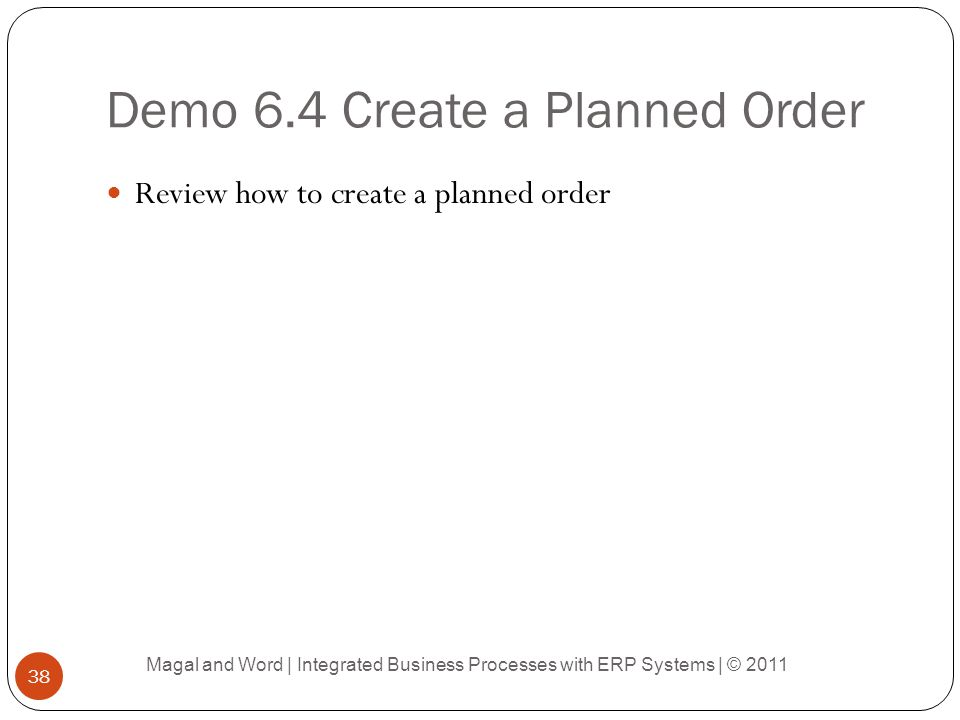 Demo 6.4 Create a Planned Order
Review how to create a planned order
Magal and Word | Integrated Business Processes with ERP Systems | © 2011
38